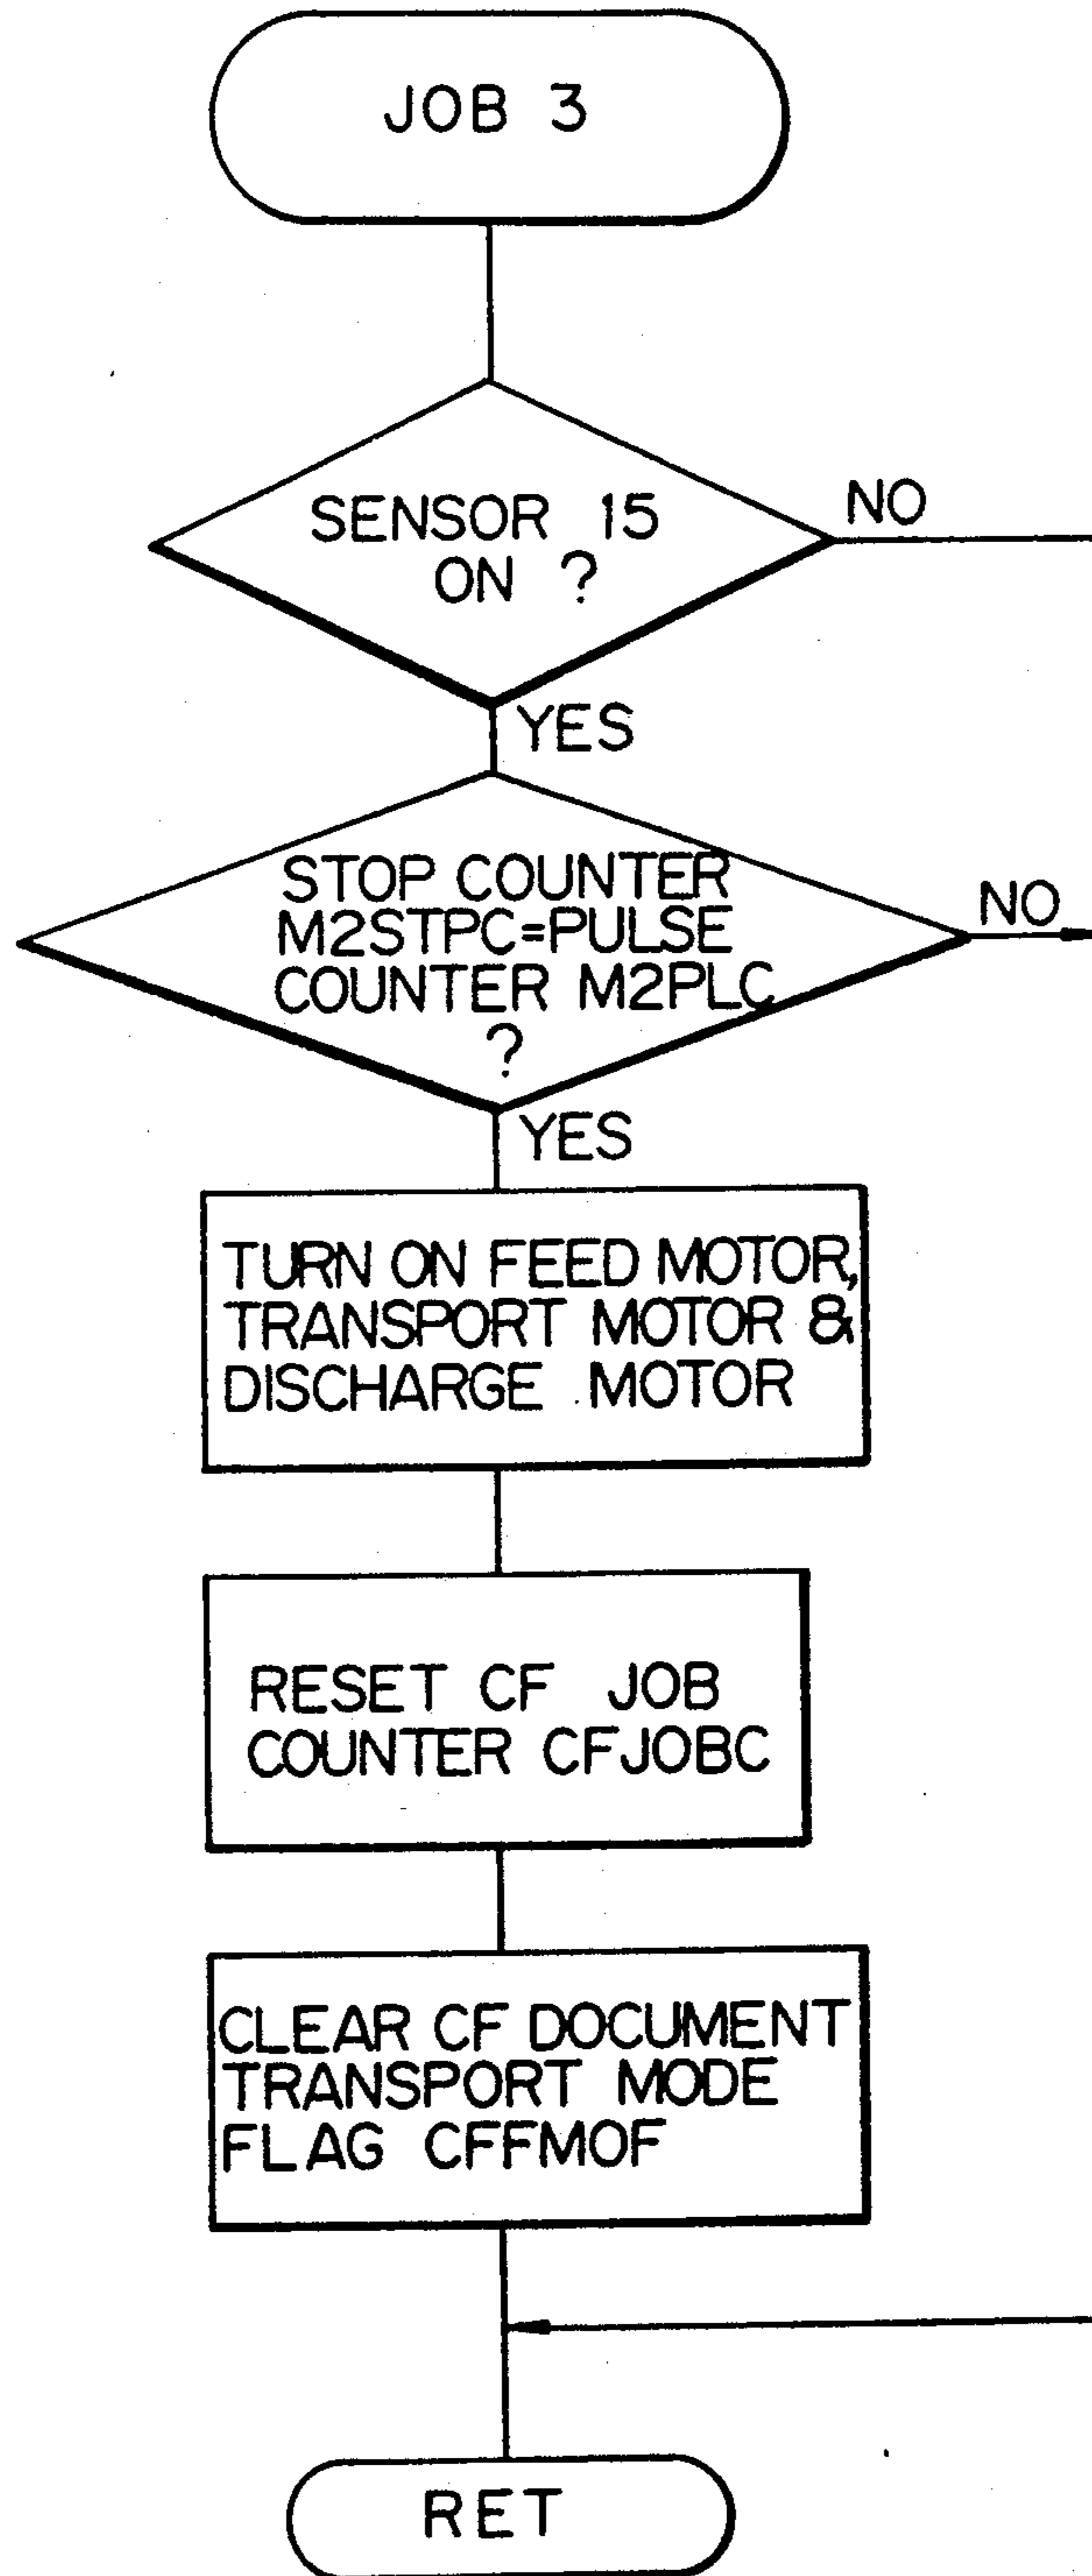 JOB 3
SENSOR 15
ON ?
NO
YES
STOP COUNTER
M2STPC=PULSE
COUNTER M2PLC
?
NO
YES
TURN ON FEED MOTOR,
TRANSPORT MOTOR &
DISCHARGE MOTOR
RESET CF JOB
COUNTER CFJOBC
CLEAR CF DOCUMENT
TRANSPORT MODE
FLAG CFFMOF
RET